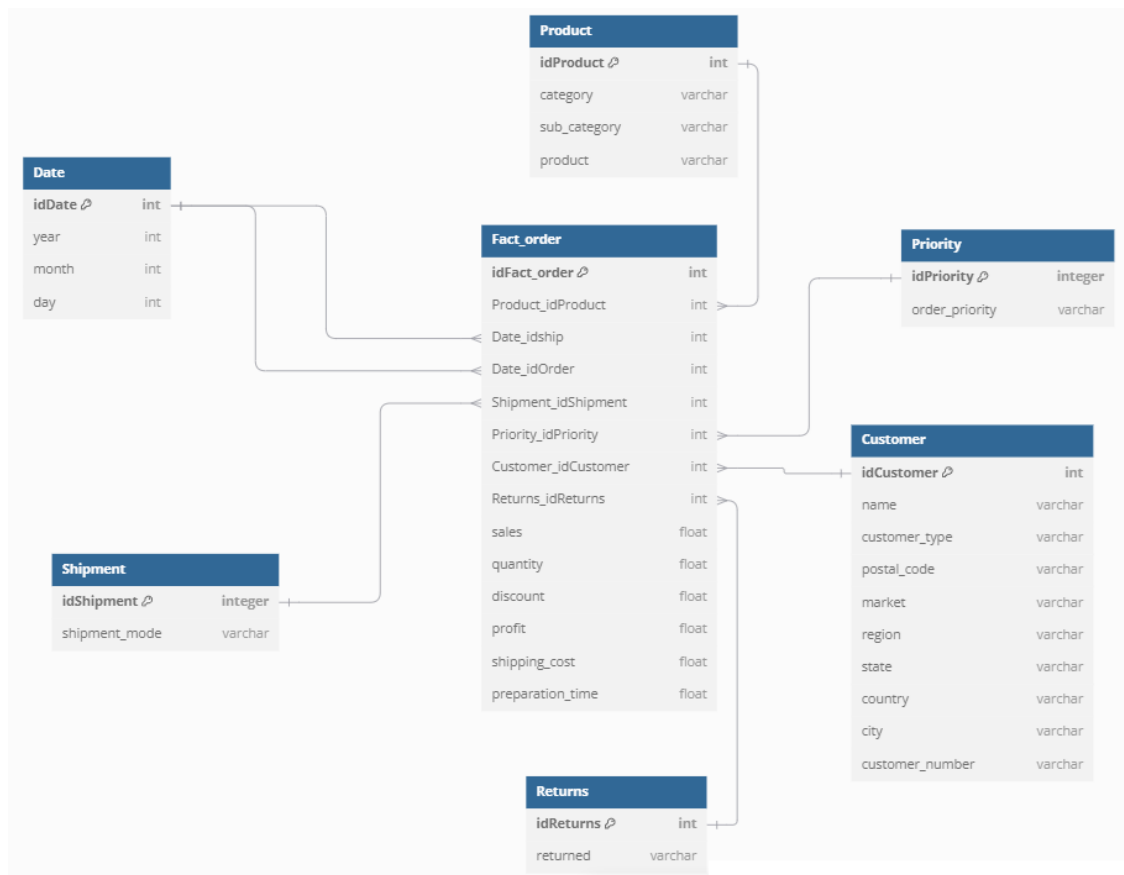 Product
idProduct int
category varchar
sub_category varchar
product varchar
Date
idDate int
year int
month int
day int
Fact_order
idFact_order int
Product_idProduct int
Date_idship int
Date_idOrder int
Shipment_idShipment int
Priority_idPriority int
Customer_idCustomer int
Returns_idReturns int
sales float
quantity float
discount float
profit float
shipping_cost float
preparation_time float
Priority
idPriority integer
order_priority varchar
Customer
idCustomer int
name varchar
customer_type varchar
postal_code varchar
market varchar
region varchar
state varchar
country varchar
city varchar
customer_number varchar
Shipment
idShipment integer
shipment_mode varchar
Returns
idReturns int
returned varchar